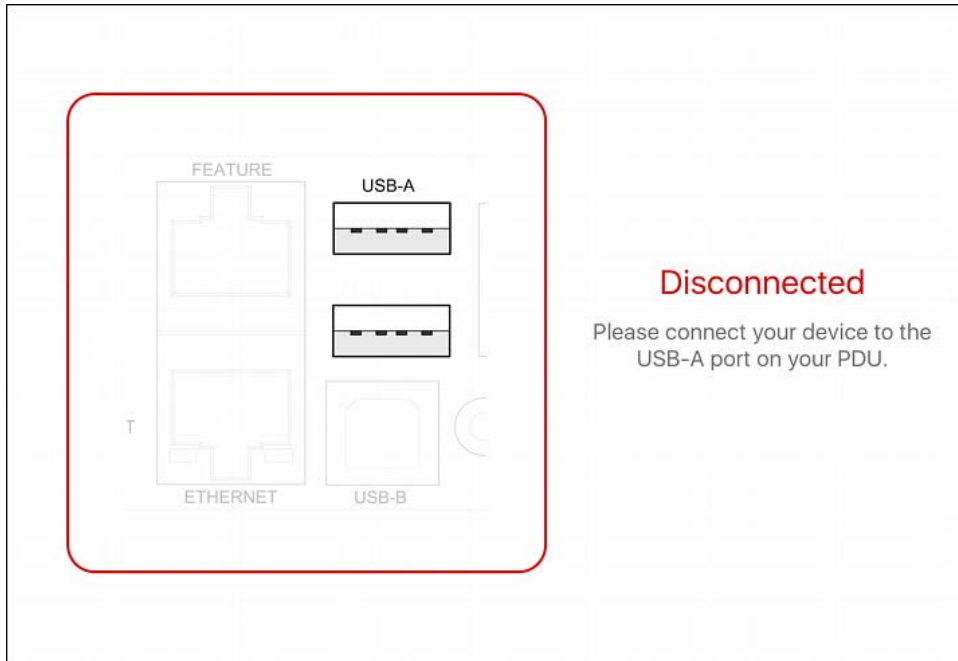 FEATURE
USB-A
T
ETHERNET
USB-B
Disconnected
Please connect your device to the
USB-A port on your PDU.